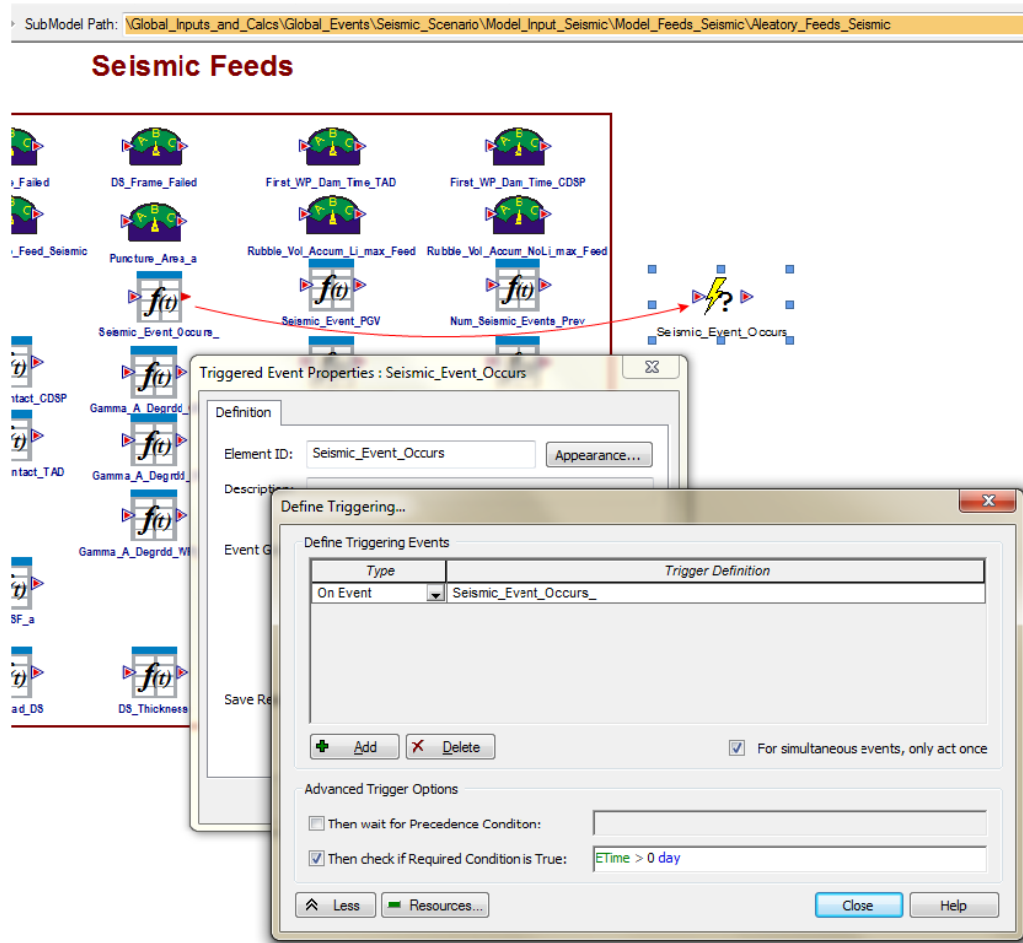 SubModel Path: \Global_Inputs_and_Calcs\Global_Events\Seismic_Scenario\Model_Input_Seismic\Model_Feeds_Seismic\Aleatory_Feeds_Seismic
Seismic Feeds
_Failed DS_Frame_Failed First_WP_Dam_Time_TAD First_WP_Dam_Time_CDSP
_Feed_Seismic Puncture_Area_a Rubble_Vol_Accum_Li_max_Feed Rubble_Vol_Accum_NoLi_max_Feed
Seismic_Event_Occurs_ Seismic_Event_PGV Num_Seismic_Events_Prev Seismic_Event_Occurs
ntact_CDSP Gamma_A_Degrdd_
ntact_TAD Gamma_A_Degrdd_
Gamma_A_Degrdd_W
SF_a
ad_DS DS_Thickness
Triggered Event Properties : Seismic_Event_Occurs
Definition
Element ID: Seismic_Event_Occurs Appearance...
Description:
Event G
Save Re
Define Triggering...
Define Triggering Events
Type Trigger Definition
On Event Seismic_Event_Occurs_
Add Delete For simultaneous events, only act once
Advanced Trigger Options
Then wait for Precedence Conditon:
Then check if Required Condition is True: ETime > 0 day
Less Resources... Close Help